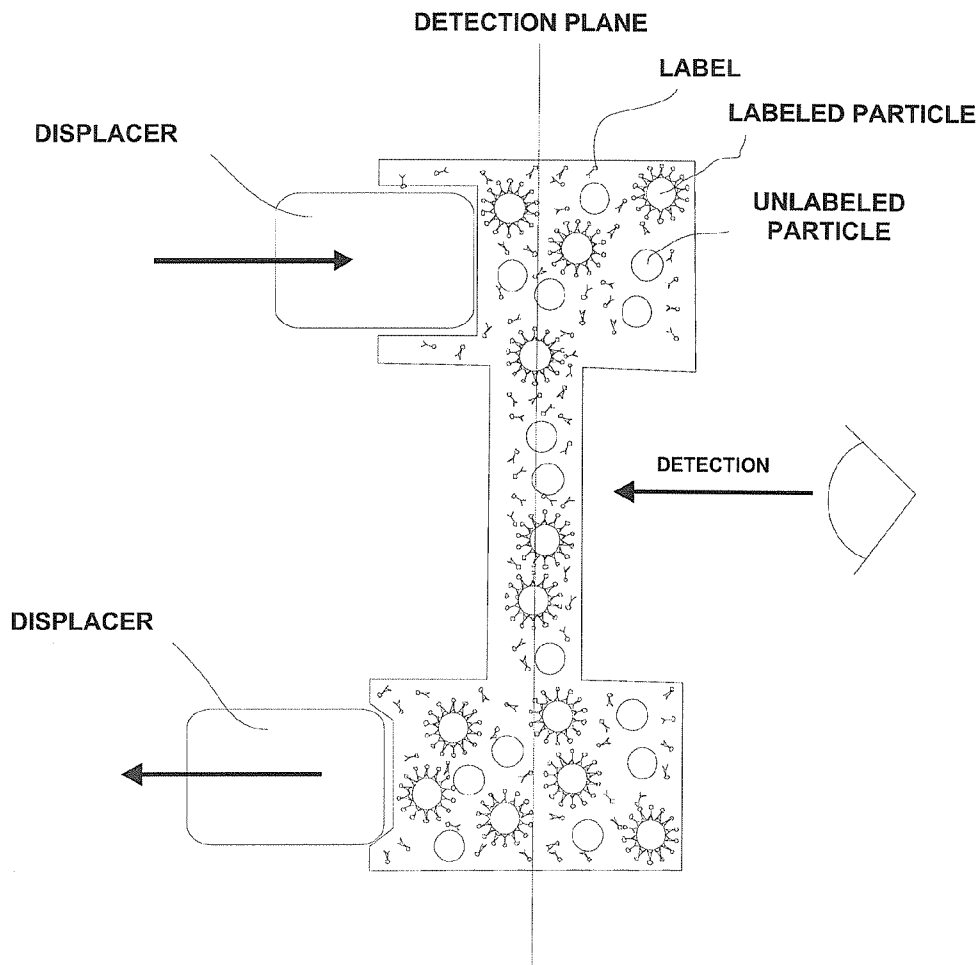 DETECTION PLANE
LABEL
LABELED PARTICLE
DISPLACER
UNLABELED
PARTICLE
DETECTION
DISPLACER